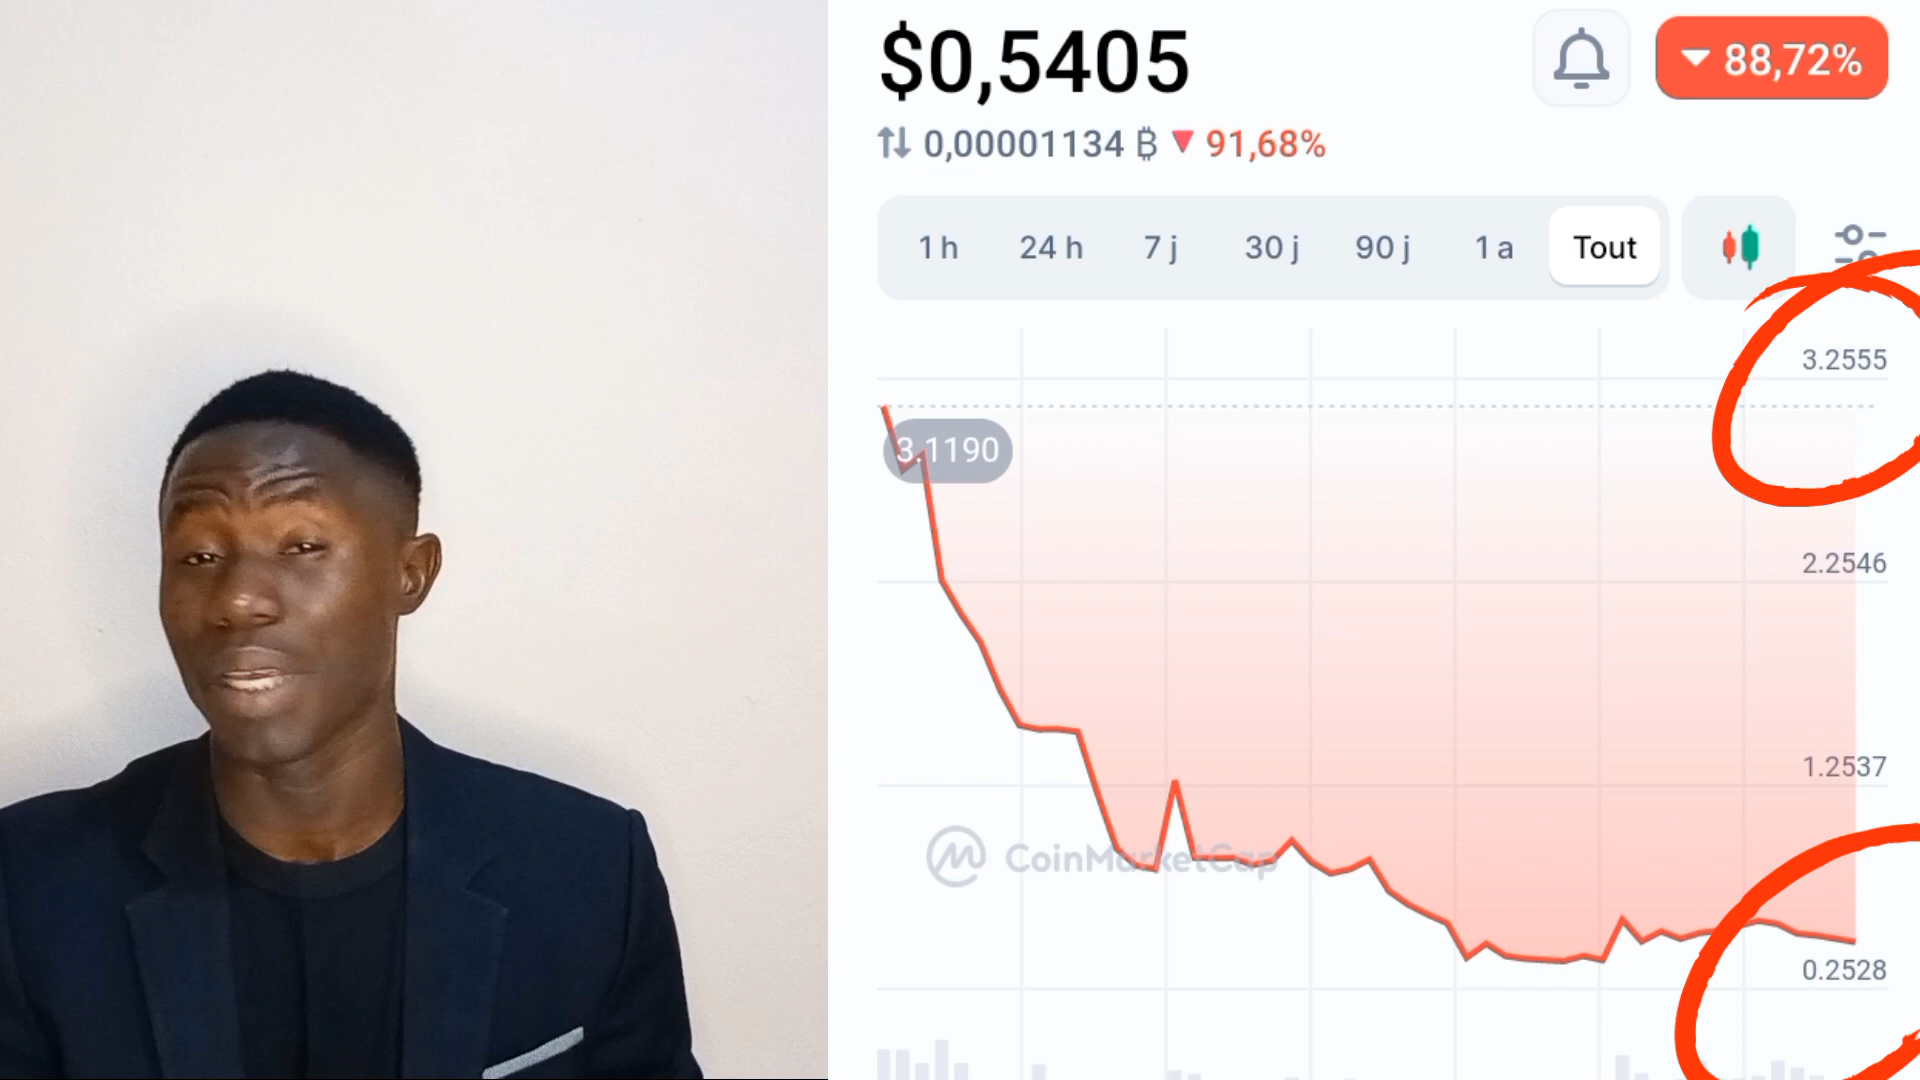 $0,5405
88,72%
0,00001134 ₿ 91,68%
1 h 24 h 7 j 30 j 90 j 1 a Tout
3.2555
3.1190
2.2546
1.2537
CoinMarketCap
0.2528